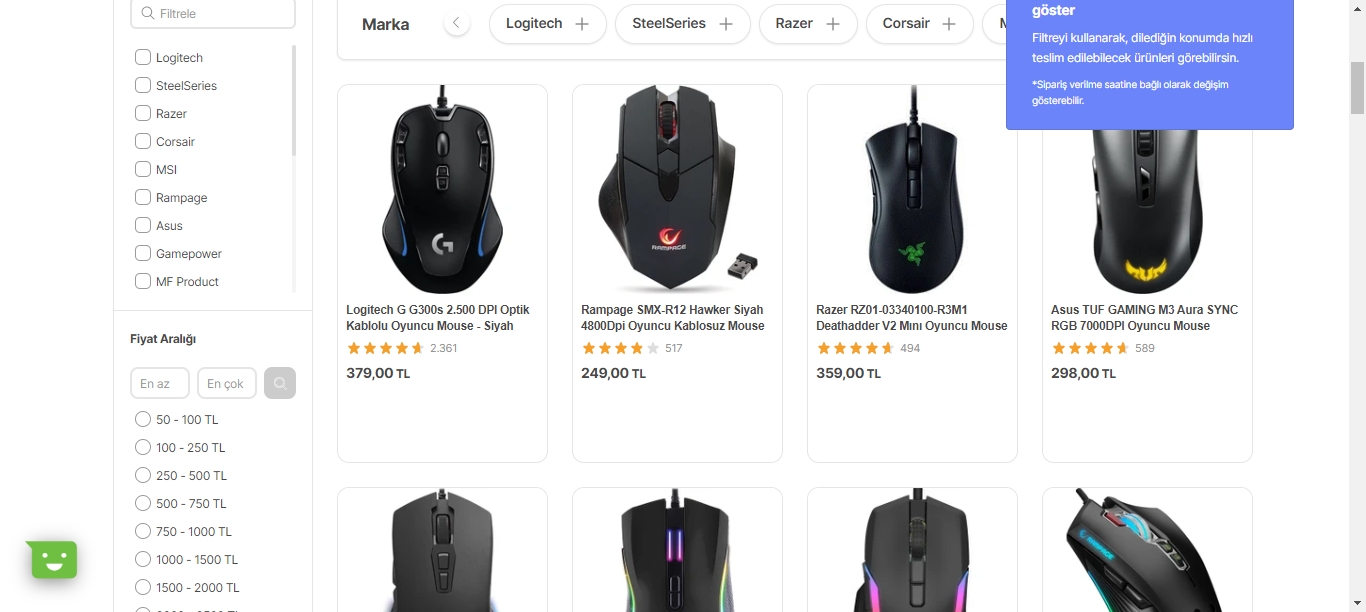 Filtrele
Logitech
SteelSeries
Razer
Corsair
MSI
Rampage
Asus
Gamepower
MF Product
Fiyat Aralığı
En az
En çok
50 - 100 TL
100 - 250 TL
250 - 500 TL
500 - 750 TL
750 - 1000 TL
1000 - 1500 TL
1500 - 2000 TL
Marka
Logitech
SteelSeries
Razer
Corsair
göster
Filtreyi kullanarak, dilediğin konumda hızlı
teslim edilebilecek ürünleri görebilirsin.
*Sipariş verilme saatine bağlı olarak değişim
gösterebilir.
RAMPAGE
Logitech G G300s 2.500 DPI Optik
Kablolu Oyuncu Mouse - Siyah
2.361
379,00 TL
Rampage SMX-R12 Hawker Siyah
4800Dpi Oyuncu Kablosuz Mouse
517
249,00 TL
Razer RZ01-03340100-R3M1
Deathadder V2 Mını Oyuncu Mouse
494
359,00 TL
Asus TUF GAMING M3 Aura SYNC
RGB 7000DPI Oyuncu Mouse
589
298,00 TL
RAMPAGE